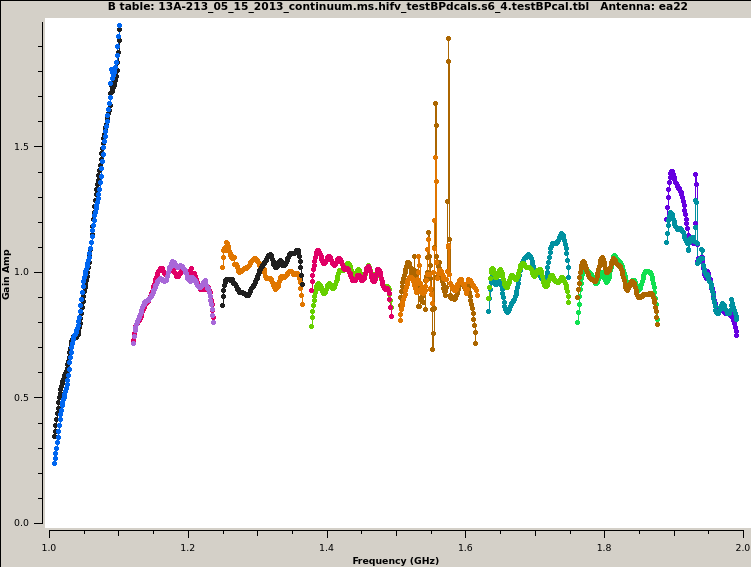 B table: 13A-213_05_15_2013_continuum.ms.hifv_testBPdcals.s6_4.testBPcal.tbl   Antenna: ea22
Gain Amp
1.5
1.0
0.5
0.0
1.0 1.2 1.4 1.6 1.8 2.0
Frequency (GHz)